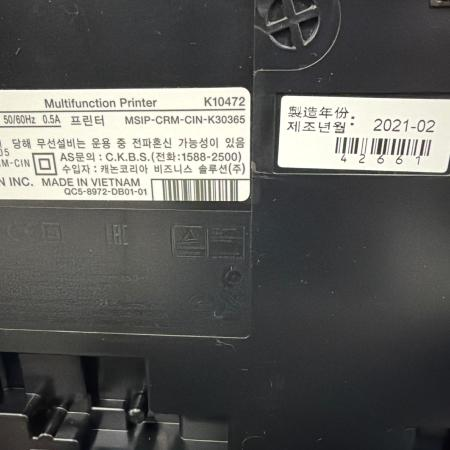 Multifunction Printer K10472
50/60Hz 0.5A 프린터 MSIP-CRM-CIN-K30365
당해 무선설비는 운용 중 전파혼신 가능성이 있음
M-CIN AS문의 : C.K.B.S.(전화:1588-2500)
수입자 : 캐논코리아 비즈니스 솔루션(주)
N INC. MADE IN VIETNAM
QC5-8972-DB01-01
製造年份:
제조년월: 2021-02
42661
EAC